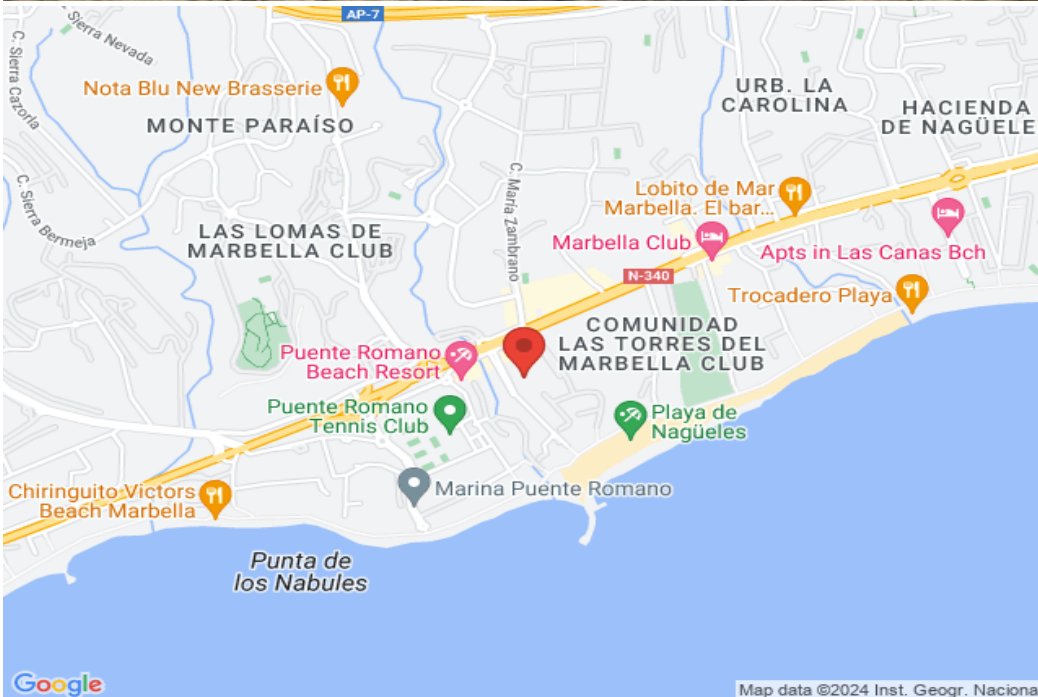 AP-7
C. Sierra Nevada
C. Sierra Cazorla
Nota Blu New Brasserie
MONTE PARAÍSO
URB. LA
CAROLINA
HACIENDA
DE NAGÜELE
C. María Zambrano
C. Sierra Bermeja
Lobito de Mar
Marbella. El bar...
LAS LOMAS DE
MARBELLA CLUB
Marbella Club
Apts in Las Canas Bch
N-340
Trocadero Playa
COMUNIDAD
LAS TORRES DEL
MARBELLA CLUB
Puente Romano
Beach Resort
Puente Romano
Tennis Club
Playa de
Nagüeles
Marina Puente Romano
Chiringuito Victors
Beach Marbella
Punta de
los Nabules
Google
Map data ©2024 Inst. Geogr. Naciona